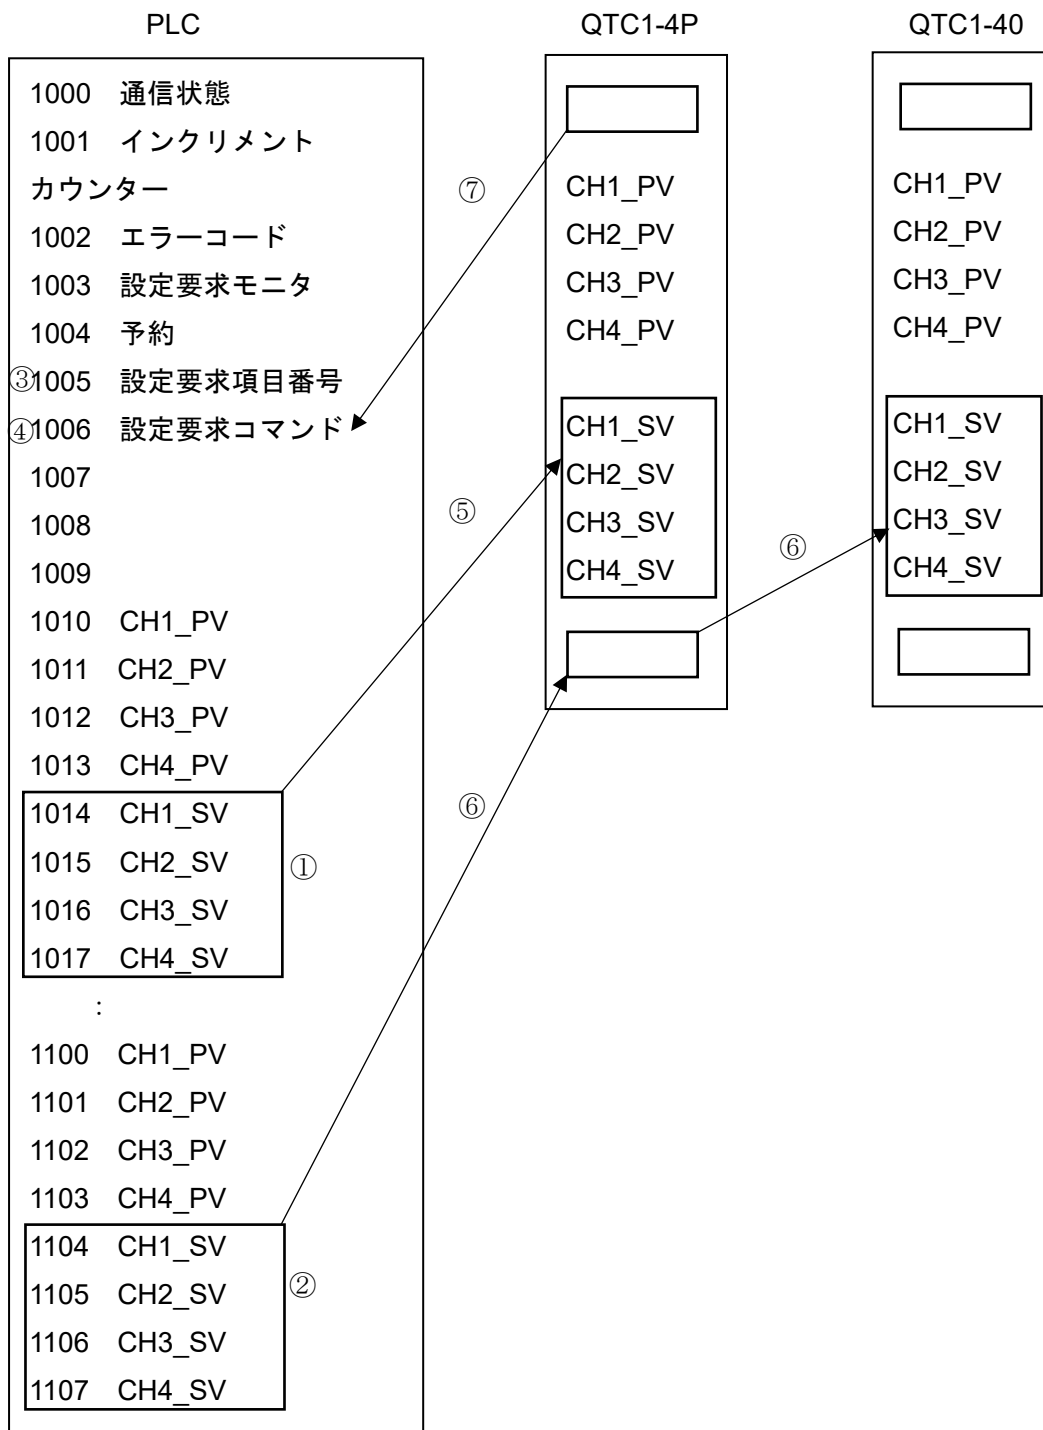 PLC
1000 通信状態
1001 インクリメント
カウンター
1002 エラーコード
1003 設定要求モニタ
1004 予約
③1005 設定要求項目番号
④1006 設定要求コマンド
1007
1008
1009
1010 CH1_PV
1011 CH2_PV
1012 CH3_PV
1013 CH4_PV
1014 CH1_SV
1015 CH2_SV
1016 CH3_SV
1017 CH4_SV
①
:
1100 CH1_PV
1101 CH2_PV
1102 CH3_PV
1103 CH4_PV
1104 CH1_SV
1105 CH2_SV
1106 CH3_SV
1107 CH4_SV
②
⑦
⑤
⑥
QTC1-4P
CH1_PV
CH2_PV
CH3_PV
CH4_PV
CH1_SV
CH2_SV
CH3_SV
CH4_SV
⑥
QTC1-40
CH1_PV
CH2_PV
CH3_PV
CH4_PV
CH1_SV
CH2_SV
CH3_SV
CH4_SV